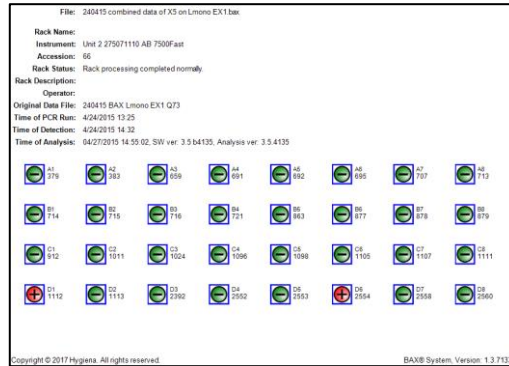 File: 240415 combined data of X5 on Lmono EX1.bax
Rack Name:
Instrument: Unit 2 275071110 AB 7500Fast
Accession: 66
Rack Status: Rack processing completed normally.
Rack Description:
Operator:
Original Data File: 240415 BAX Lmono EX1 Q73
Time of PCR Run: 4/24/2015 13:25
Time of Detection: 4/24/2015 14:32
Time of Analysis: 04/27/2015 14:55:02, SW ver: 3.5 b4135, Analysis ver: 3.5.4135
A1 A2 A3 A4 A5 A6 A7 A8
379 383 659 691 692 695 707 713
B1 B2 B3 B4 B5 B6 B7 B8
714 715 716 721 863 877 878 879
C1 C2 C3 C4 C5 C6 C7 C8
912 1011 1024 1096 1098 1105 1107 1111
D1 D2 D3 D4 D5 D6 D7 D8
1112 1113 2392 2552 2553 2554 2558 2560
Copyright © 2017 Hygiena. All rights reserved. BAX® System, Version: 1.3.713